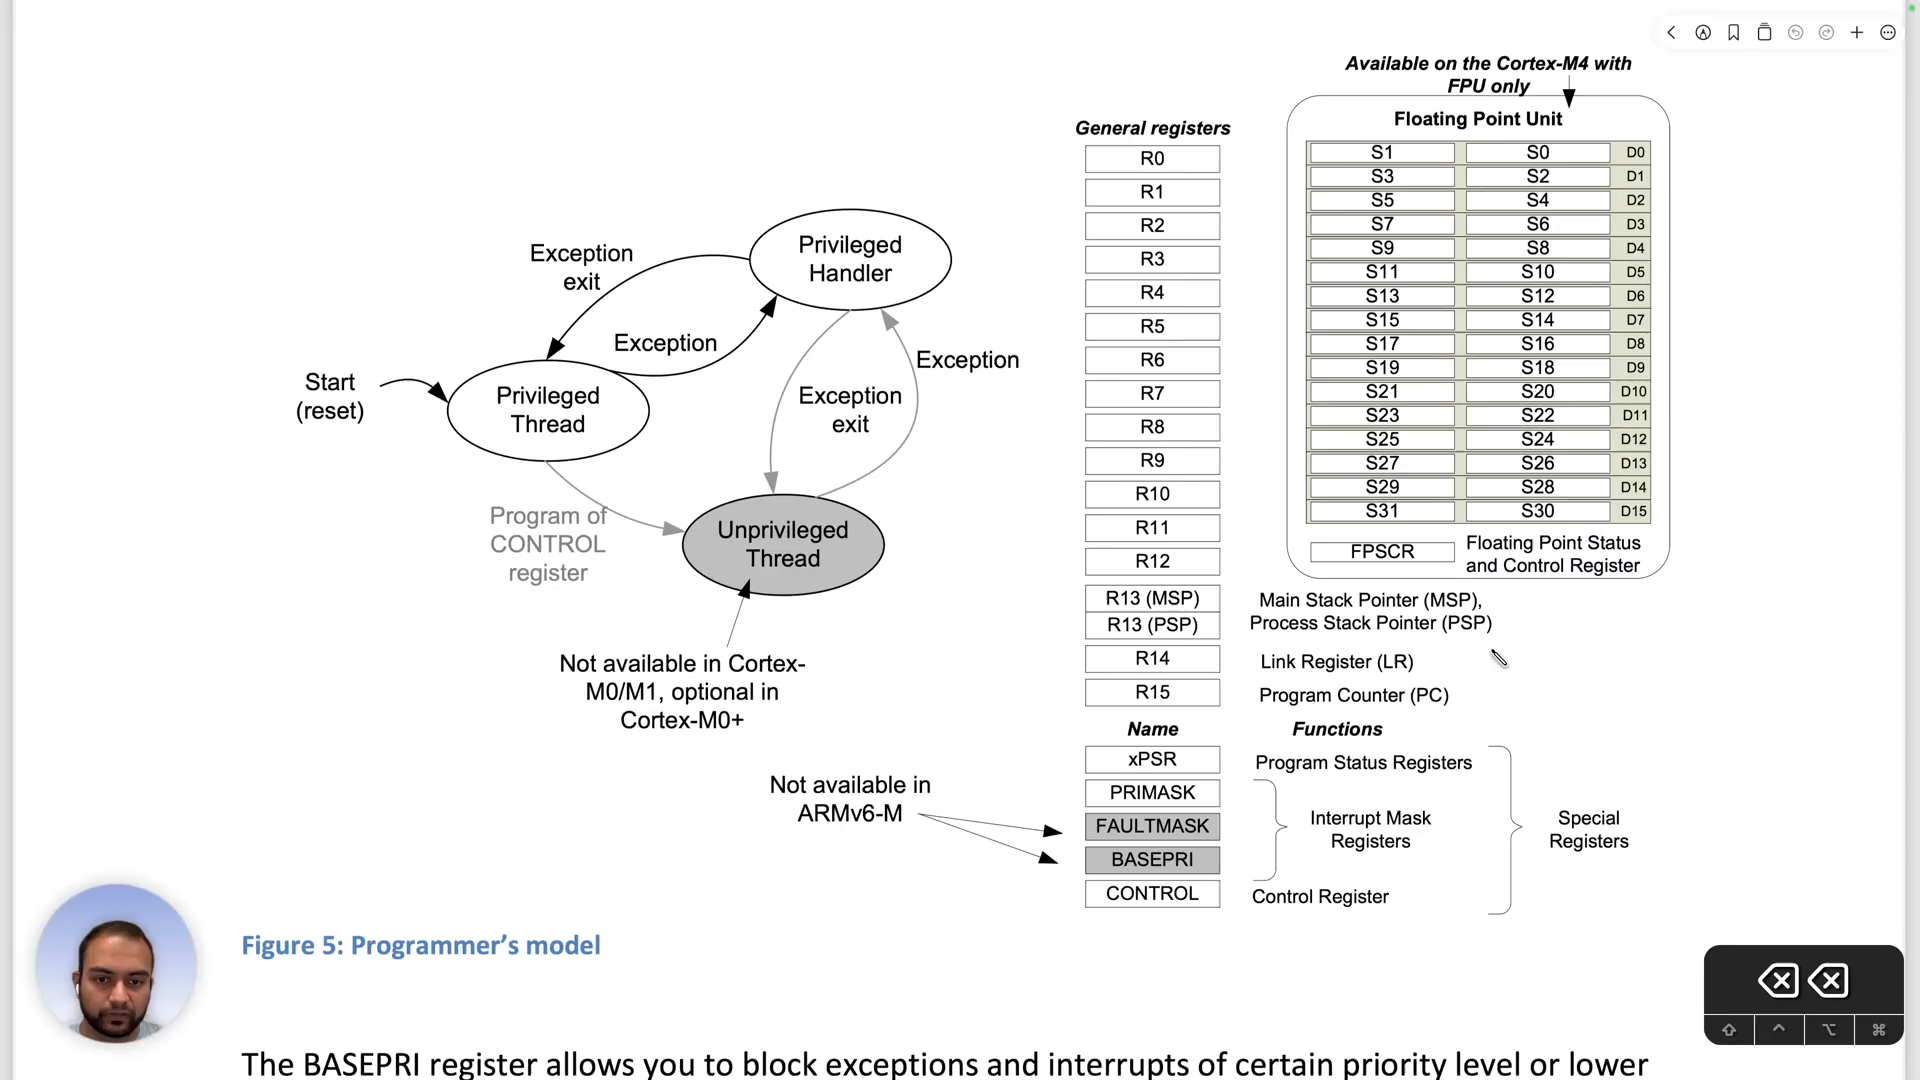 Available on the Cortex-M4 with
FPU only
Floating Point Unit
S1 S0 D0
S3 S2 D1
S5 S4 D2
S7 S6 D3
S9 S8 D4
S11 S10 D5
S13 S12 D6
S15 S14 D7
S17 S16 D8
S19 S18 D9
S21 S20 D10
S23 S22 D11
S25 S24 D12
S27 S26 D13
S29 S28 D14
S31 S30 D15
FPSCR
Floating Point Status
and Control Register
General registers
R0
R1
R2
R3
R4
R5
R6
R7
R8
R9
R10
R11
R12
R13 (MSP)
R13 (PSP)
Main Stack Pointer (MSP),
Process Stack Pointer (PSP)
R14 Link Register (LR)
R15 Program Counter (PC)
Name Functions
xPSR Program Status Registers
PRIMASK
FAULTMASK
BASEPRI
Interrupt Mask
Registers
CONTROL Control Register
Special
Registers
Privileged
Handler
Exception
exit
Exception
Start
(reset)
Privileged
Thread
Exception
exit
Exception
Program of
CONTROL
register
Unprivileged
Thread
Not available in Cortex-
M0/M1, optional in
Cortex-M0+
Not available in
ARMv6-M
Figure 5: Programmer's model
The BASEPRI register allows you to block exceptions and interrupts of certain priority level or lower